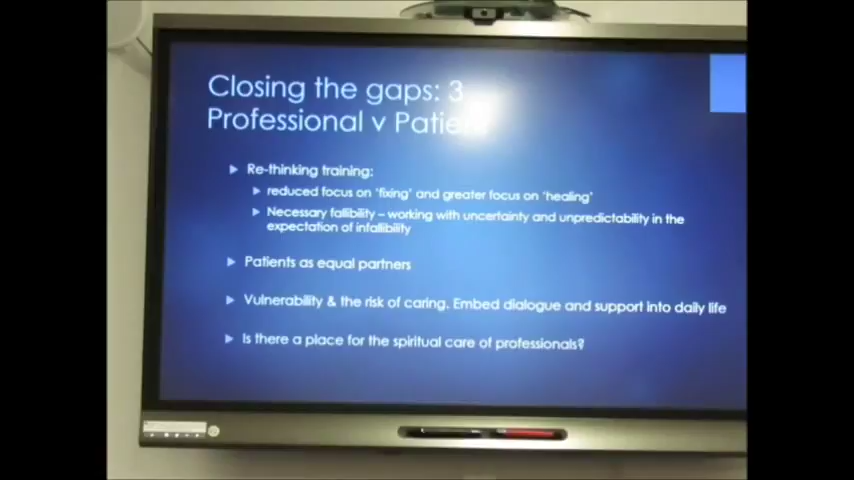 Closing the gaps: 3
Professional v Patient
Re-thinking training:
reduced focus on 'fixing' and greater focus on 'healing'
Necessary fallibility – working with uncertainty and unpredictability in the
expectation of infallibility
Patients as equal partners
Vulnerability & the risk of caring. Embed dialogue and support into daily life
Is there a place for the spiritual care of professionals?